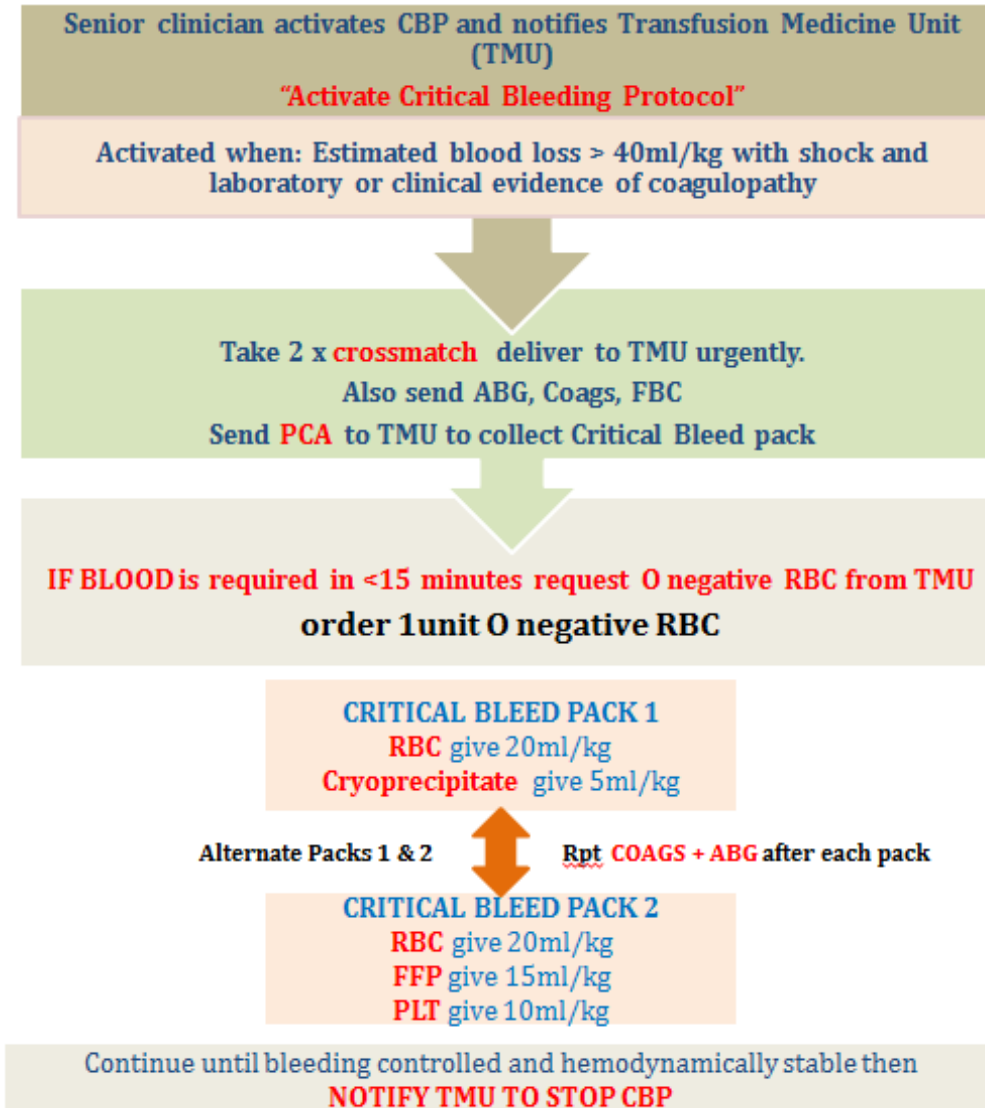 Senior clinician activates CBP and notifies Transfusion Medicine Unit
(TMU)
“Activate Critical Bleeding Protocol”
Activated when: Estimated blood loss > 40ml/kg with shock and
laboratory or clinical evidence of coagulopathy
Take 2 x crossmatch deliver to TMU urgently.
Also send ABG, Coags, FBC
Send PCA to TMU to collect Critical Bleed pack
IF BLOOD is required in <15 minutes request O negative RBC from TMU
order 1unit O negative RBC
CRITICAL BLEED PACK 1
RBC give 20ml/kg
Cryoprecipitate give 5ml/kg
Alternate Packs 1 & 2
Rpt COAGS + ABG after each pack
CRITICAL BLEED PACK 2
RBC give 20ml/kg
FFP give 15ml/kg
PLT give 10ml/kg
Continue until bleeding controlled and hemodynamically stable then
NOTIFY TMU TO STOP CBP